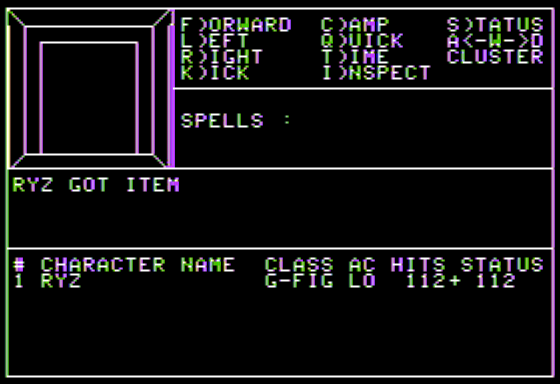 F)ORWARD C)AMP S)TATUS
L)EFT Q)UICK A<-W->D
R)IGHT T)IME CLUSTER
K)ICK I)NSPECT
SPELLS :
RYZ GOT ITEM
# CHARACTER NAME CLASS AC HITS STATUS
1 RYZ G-FIG LO 112+ 112